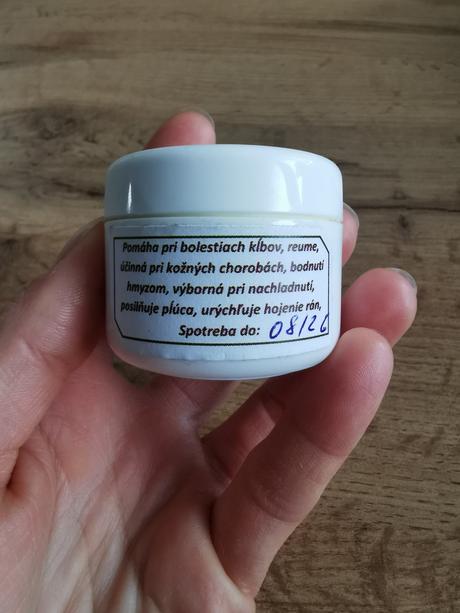 Pomáha pri bolestiach kĺbov, reume,
účinná pri kožných chorobách, bodnutí
hmyzom, výborná pri nachladnutí,
posilňuje pľúca, urýchľuje hojenie rán,
Spotreba do: 08/26